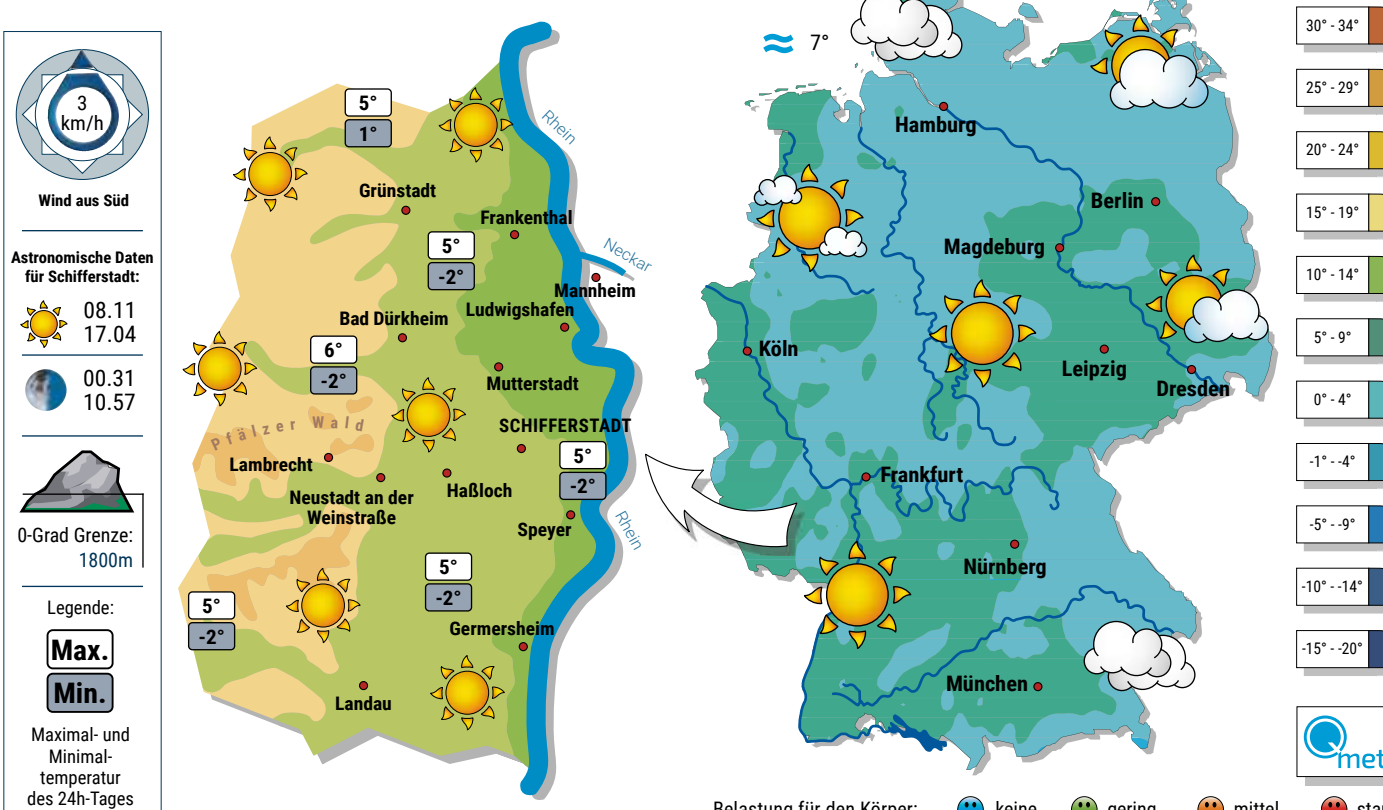 3
km/h
Wind aus Süd
Astronomische Daten
für Schifferstadt:
08.11
17.04
00.31
10.57
0-Grad Grenze:
1800m
Legende:
Max.
Min.
Maximal- und
Minimal-
temperatur
des 24h-Tages
5°
1°
Rhein
Grünstadt
Frankenthal
5°
-2°
Neckar
Mannheim
Ludwigshafen
Bad Dürkheim
6°
-2°
Mutterstadt
Pfälzer Wald
SCHIFFERSTADT
Lambrecht
5°
-2°
Haßloch
Neustadt an der
Weinstraße
Speyer
Rhein
5°
-2°
5°
-2°
Germersheim
Landau
7°
Hamburg
Berlin
Magdeburg
Köln
Leipzig
Dresden
Frankfurt
Nürnberg
München
30° - 34°
25° - 29°
20° - 24°
15° - 19°
10° - 14°
5° - 9°
0° - 4°
-1° - -4°
-5° - -9°
-10° - -14°
-15° - -20°
Qmet
Belastung für den Körper: keine gering mittel